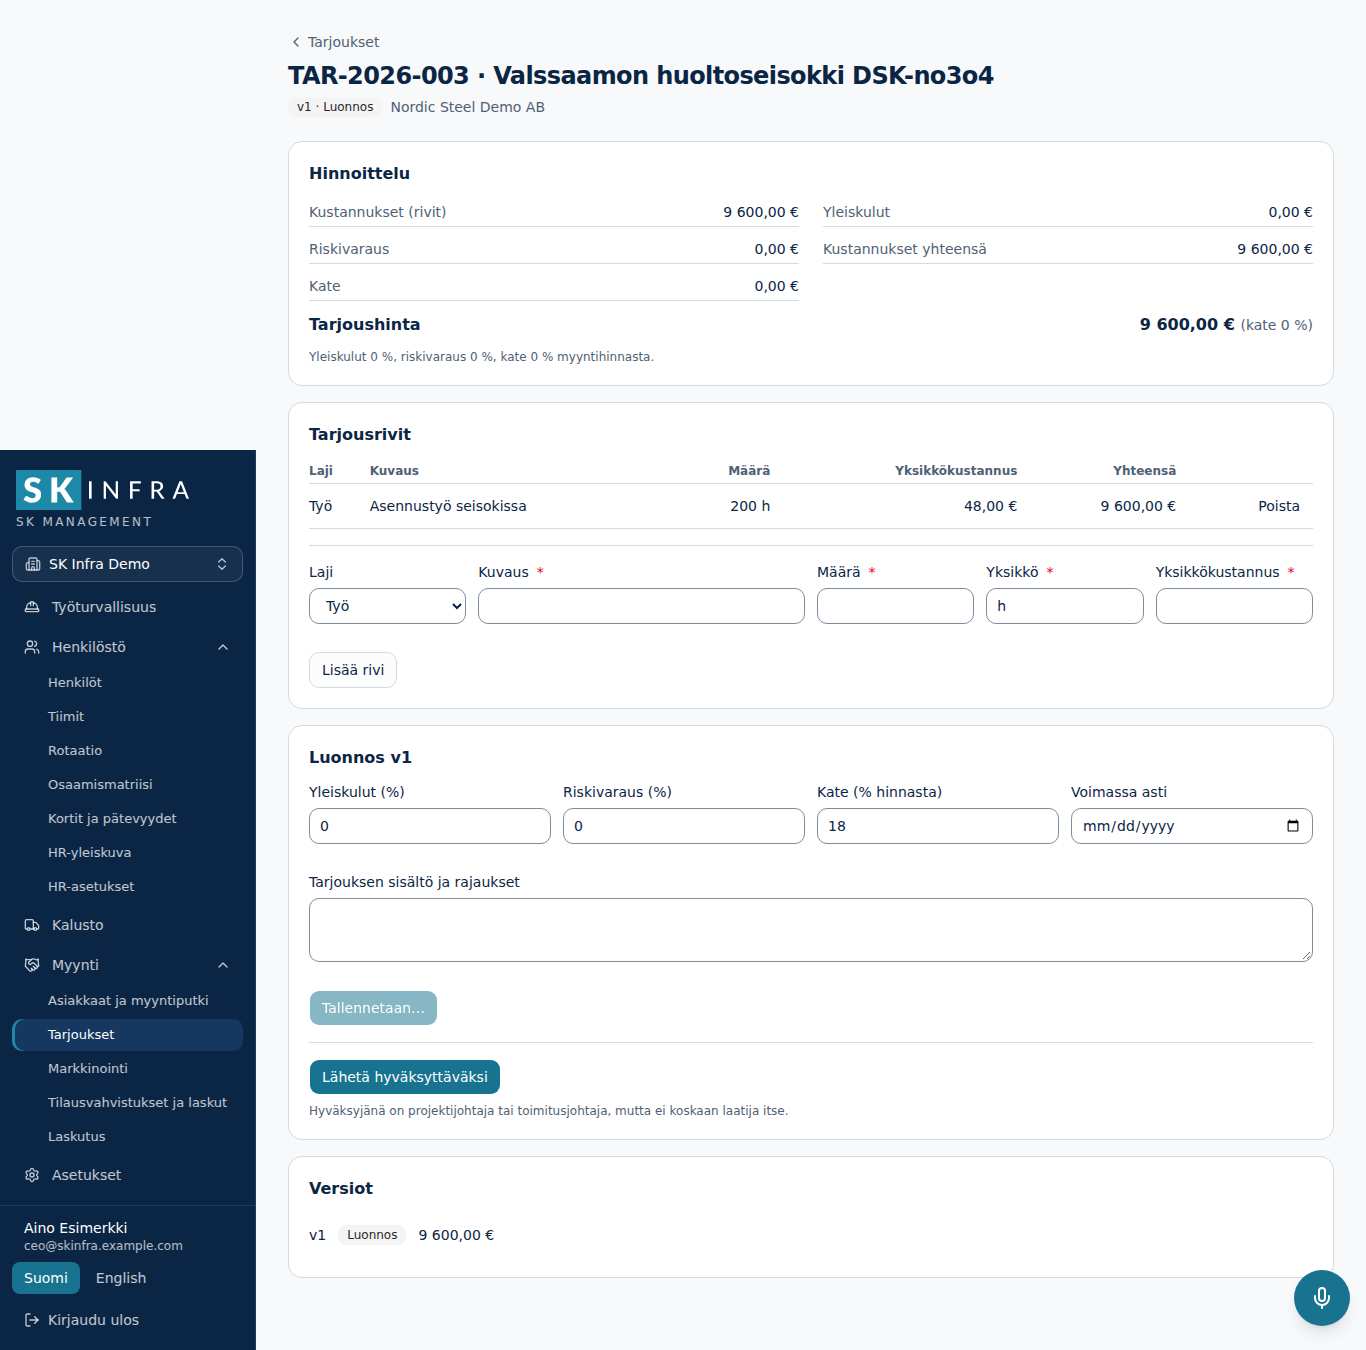 Tarjoukset
TAR-2026-003 · Valssaamon huoltoseisokki DSK-no3o4
v1 · Luonnos Nordic Steel Demo AB
Hinnoittelu
Kustannukset (rivit) 9 600,00 € Yleiskulut 0,00 €
Riskivaraus 0,00 € Kustannukset yhteensä 9 600,00 €
Kate 0,00 €
Tarjoushinta 9 600,00 € (kate 0 %)
Yleiskulut 0 %, riskivaraus 0 %, kate 0 % myyntihinnasta.
Tarjousrivit
Laji Kuvaus Määrä Yksikkökustannus Yhteensä
Työ Asennustyö seisokissa 200 h 48,00 € 9 600,00 € Poista
Laji Kuvaus * Määrä * Yksikkö * Yksikkökustannus *
Työ h
Lisää rivi
Luonnos v1
Yleiskulut (%) Riskivaraus (%) Kate (% hinnasta) Voimassa asti
0 0 18 mm/dd/yyyy
Tarjouksen sisältö ja rajaukset
Tallennetaan...
Lähetä hyväksyttäväksi
Hyväksyjänä on projektijohtaja tai toimitusjohtaja, mutta ei koskaan laatija itse.
Versiot
v1 Luonnos 9 600,00 €
SK INFRA
SK MANAGEMENT
SK Infra Demo
Työturvallisuus
Henkilöstö
Henkilöt
Tiimit
Rotaatio
Osaamismatriisi
Kortit ja pätevyydet
HR-yleiskuva
HR-asetukset
Kalusto
Myynti
Asiakkaat ja myyntiputki
Tarjoukset
Markkinointi
Tilausvahvistukset ja laskut
Laskutus
Asetukset
Aino Esimerkki
ceo@skinfra.example.com
Suomi English
Kirjaudu ulos